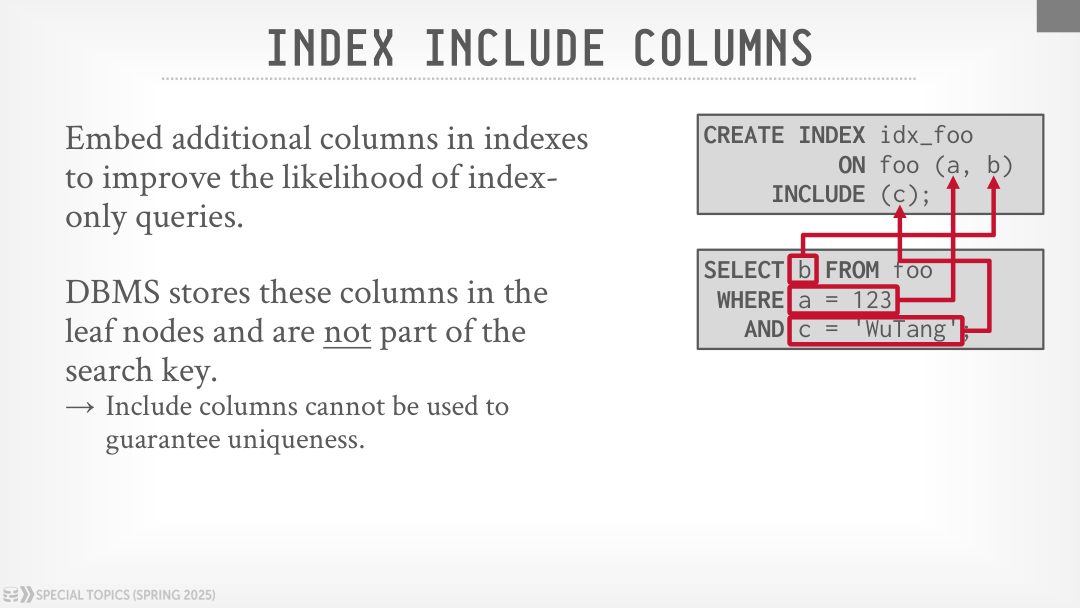 INDEX INCLUDE COLUMNS
Embed additional columns in indexes
to improve the likelihood of index-
only queries.
DBMS stores these columns in the
leaf nodes and are not part of the
search key.
→ Include columns cannot be used to
guarantee uniqueness.
CREATE INDEX idx_foo
ON foo (a, b)
INCLUDE (c);
SELECT b FROM foo
WHERE a = 123
AND c = 'WuTang';
SPECIAL TOPICS (SPRING 2025)